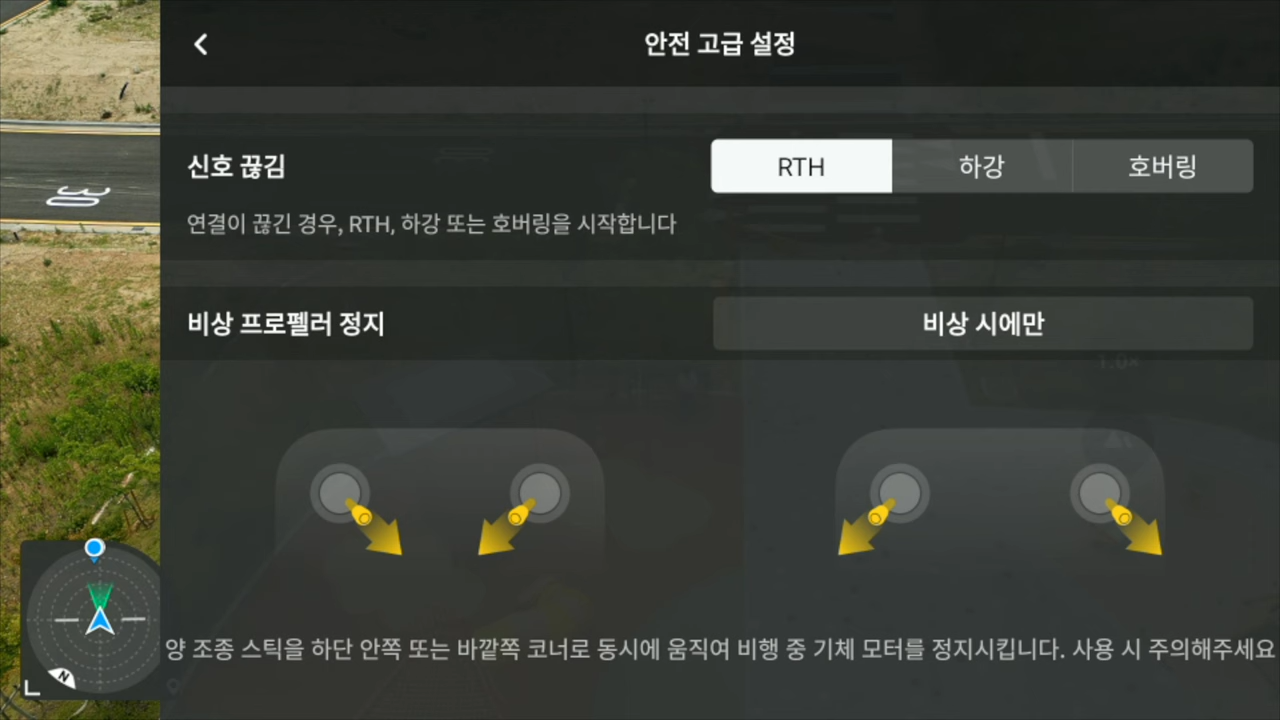 안전 고급 설정
신호 끊김
RTH
하강
호버링
연결이 끊긴 경우, RTH, 하강 또는 호버링을 시작합니다
비상 프로펠러 정지
비상 시에만
1.0×
양 조종 스틱을 하단 안쪽 또는 바깥쪽 코너로 동시에 움직여 비행 중 기체 모터를 정지시킵니다. 사용 시 주의해주세요
N
L